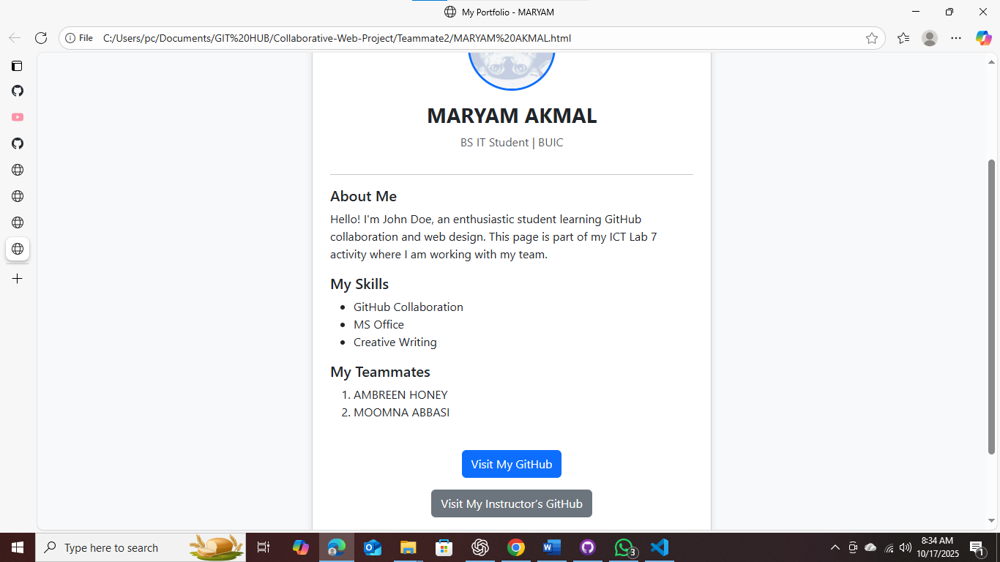 My Portfolio - MARYAM
File C:/Users/pc/Documents/GIT%20HUB/Collaborative-Web-Project/Teammate2/MARYAM%20AKMAL.html
MARYAM AKMAL
BS IT Student | BUIC
About Me
Hello! I'm John Doe, an enthusiastic student learning GitHub
collaboration and web design. This page is part of my ICT Lab 7
activity where I am working with my team.
My Skills
• GitHub Collaboration
• MS Office
• Creative Writing
My Teammates
1. AMBREEN HONEY
2. MOOMNA ABBASI
Visit My GitHub
Visit My Instructor’s GitHub
Type here to search
3
8:34 AM
10/17/2025
1